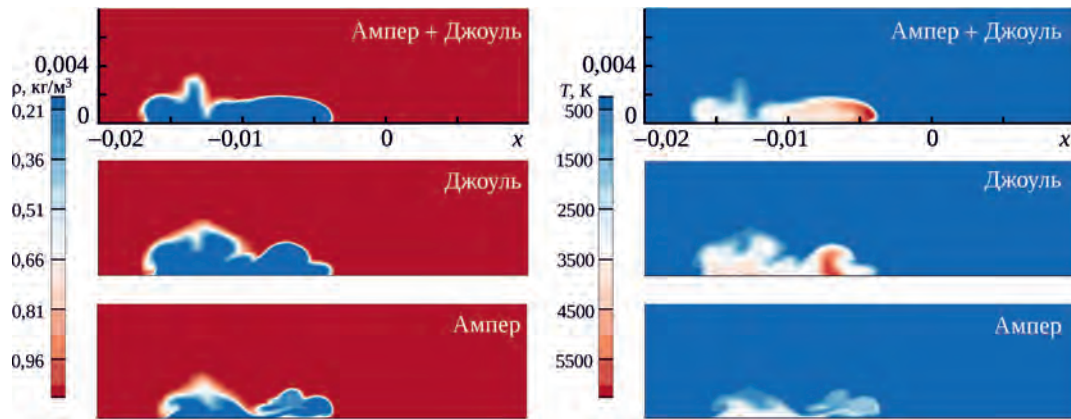 Ампер + Джоуль
0,004
ρ, кг/м³
0
0,21
−0,02
−0,01
0
x
0,36
Джоуль
0,51
0,66
0,81
Ампер
0,96
Ампер + Джоуль
0,004
T, К
0
500
−0,02
−0,01
0
x
1500
Джоуль
2500
3500
4500
Ампер
5500